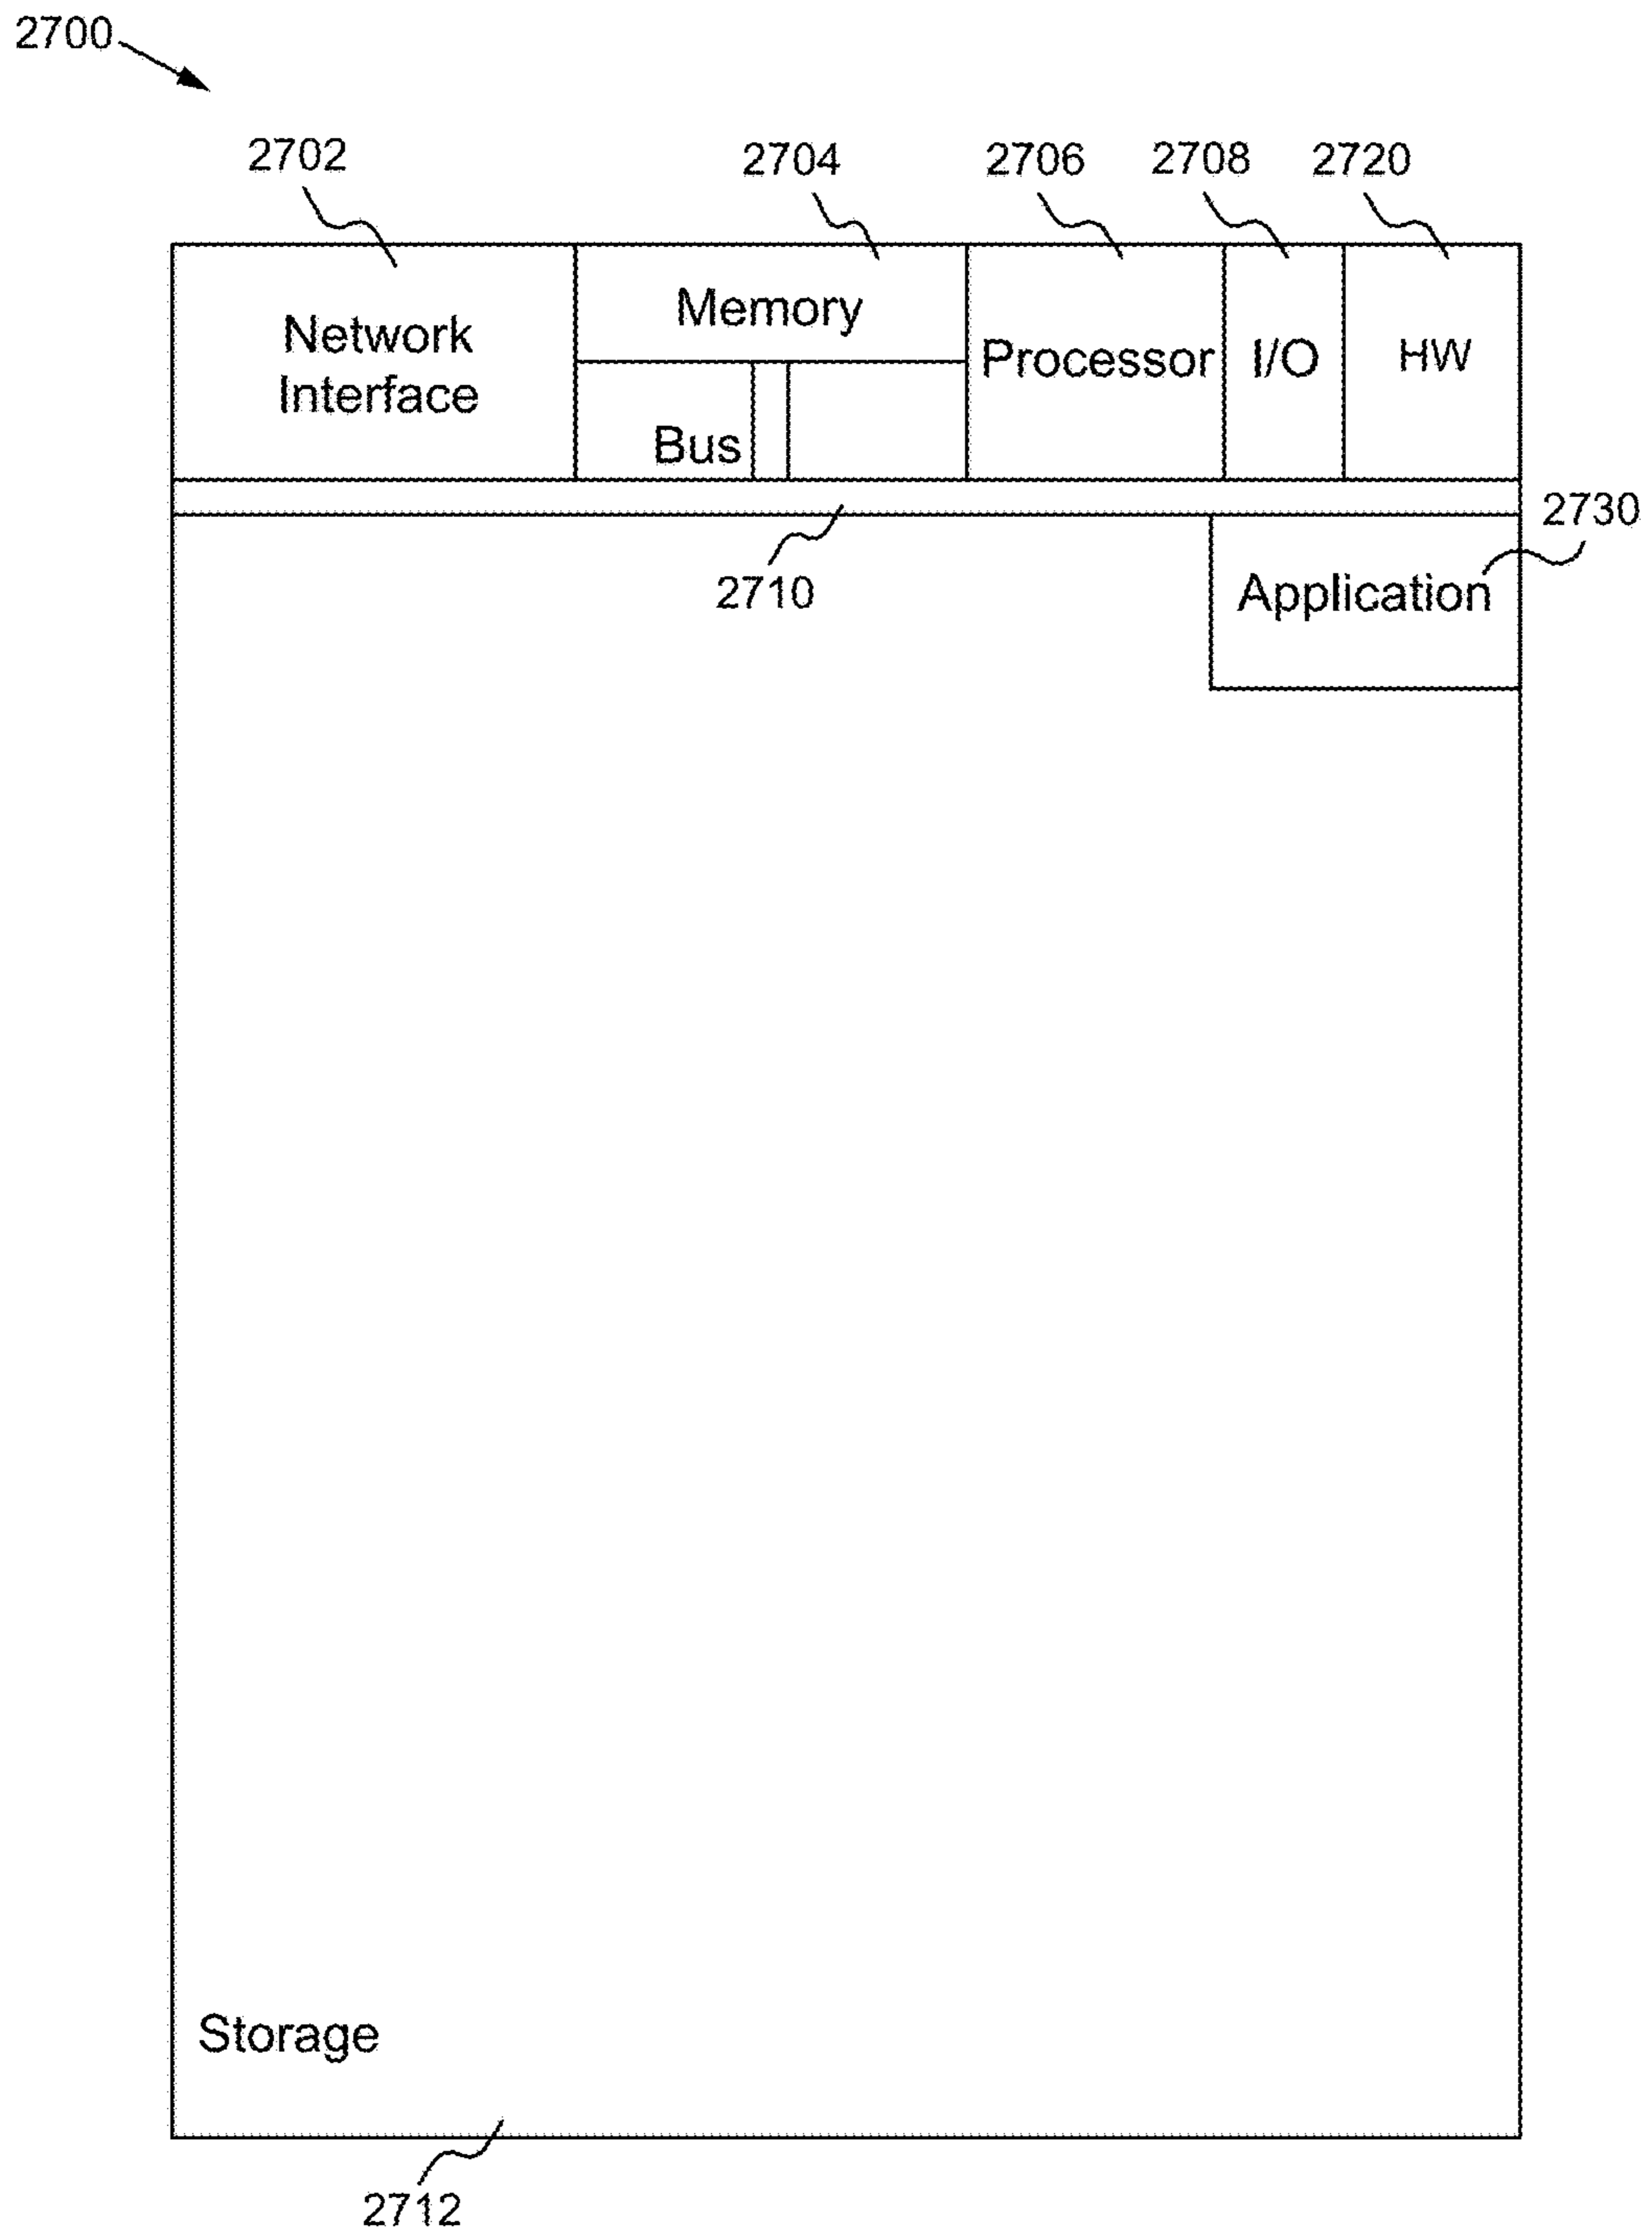 2700
2702
2704
2706
2708
2720
Network
Interface
Memory
Bus
Processor
I/O
HW
2730
2710
Application
Storage
2712